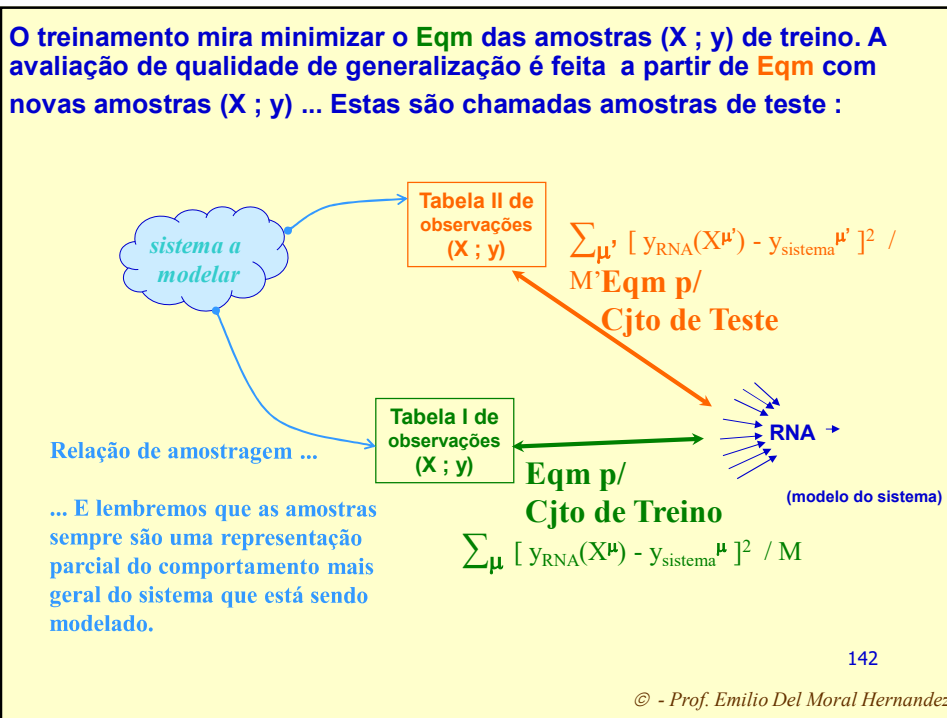 O treinamento mira minimizar o Eqm das amostras (X ; y) de treino. A
avaliação de qualidade de generalização é feita a partir de Eqm com
novas amostras (X ; y) ... Estas são chamadas amostras de teste :
sistema a
modelar
Tabela II de
observações
(X ; y)
∑μ' [ yRNA(Xμ') - ysistemaμ' ]2 /
M'Eqm p/
Cjto de Teste
Tabela I de
observações
(X ; y)
RNA
(modelo do sistema)
Eqm p/
Cjto de Treino
∑μ [ yRNA(Xμ) - ysistemaμ ]2 / M
Relação de amostragem ...
... E lembremos que as amostras
sempre são uma representação
parcial do comportamento mais
geral do sistema que está sendo
modelado.
142
© - Prof. Emilio Del Moral Hernandez